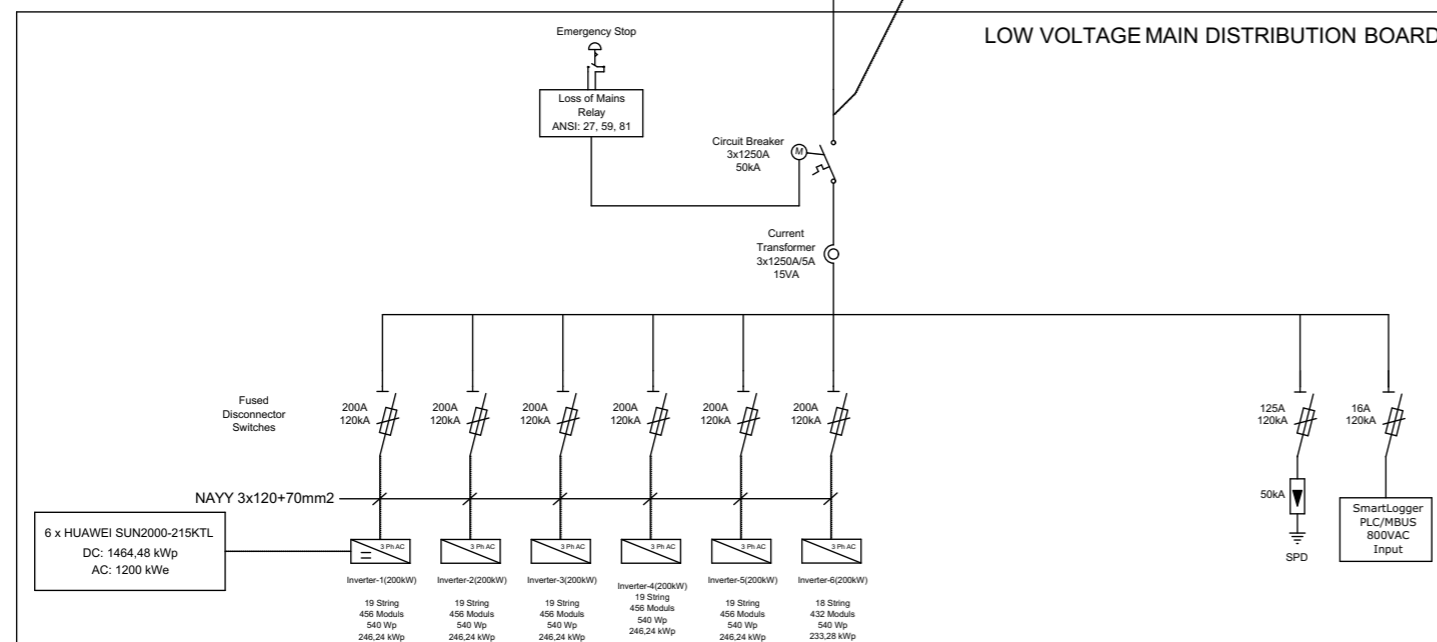 LOW VOLTAGE MAIN DISTRIBUTION BOARD
Emergency Stop
Loss of Mains
Relay
ANSI: 27, 59, 81
Circuit Breaker
3x1250A
50kA
M
Current
Transformer
3x1250A/5A
15VA
Fused
Disconnector
Switches
200A
120kA
200A
120kA
200A
120kA
200A
120kA
200A
120kA
200A
120kA
125A
120kA
16A
120kA
NAYY 3x120+70mm2
50kA
SPD
SmartLogger
PLC/MBUS
800VAC
Input
6 x HUAWEI SUN2000-215KTL
DC: 1464,48 kWp
AC: 1200 kWe
3 Ph AC
3 Ph AC
3 Ph AC
3 Ph AC
3 Ph AC
3 Ph AC
Inverter-1(200kW)
19 String
456 Moduls
540 Wp
246,24 kWp
Inverter-2(200kW)
19 String
456 Moduls
540 Wp
246,24 kWp
Inverter-3(200kW)
19 String
456 Moduls
540 Wp
246,24 kWp
Inverter-4(200kW)
19 String
456 Moduls
540 Wp
246,24 kWp
Inverter-5(200kW)
19 String
456 Moduls
540 Wp
246,24 kWp
Inverter-6(200kW)
18 String
432 Moduls
540 Wp
233,28 kWp